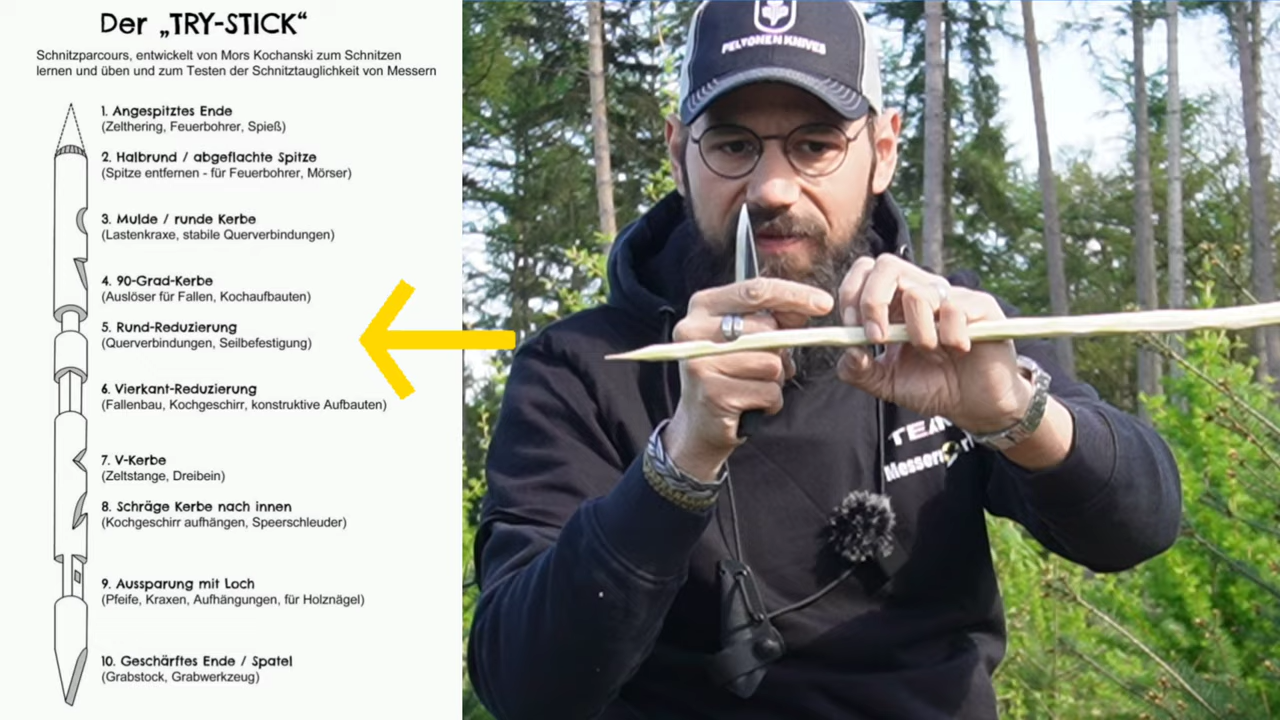 Der „TRY-STICK“
Schnitzparcours, entwickelt von Mors Kochanski zum Schnitzen
lernen und üben und zum Testen der Schnitztauglichkeit von Messern
1. Angespitztes Ende
(Zelthering, Feuerbohrer, Spieß)
2. Halbrund / abgeflachte Spitze
(Spitze entfernen - für Feuerbohrer, Mörser)
3. Mulde / runde Kerbe
(Lastenkraxe, stabile Querverbindungen)
4. 90-Grad-Kerbe
(Auslöser für Fallen, Kochaufbauten)
5. Rund-Reduzierung
(Querverbindungen, Seilbefestigung)
6. Vierkant-Reduzierung
(Fallenbau, Kochgeschirr, konstruktive Aufbauten)
7. V-Kerbe
(Zeltstange, Dreibein)
8. Schräge Kerbe nach innen
(Kochgeschirr aufhängen, Speerschleuder)
9. Aussparung mit Loch
(Pfeife, Kraxen, Aufhängungen, für Holznägel)
10. Geschärftes Ende / Spatel
(Grabstock, Grabwerkzeug)
PELTONEN KNIVES